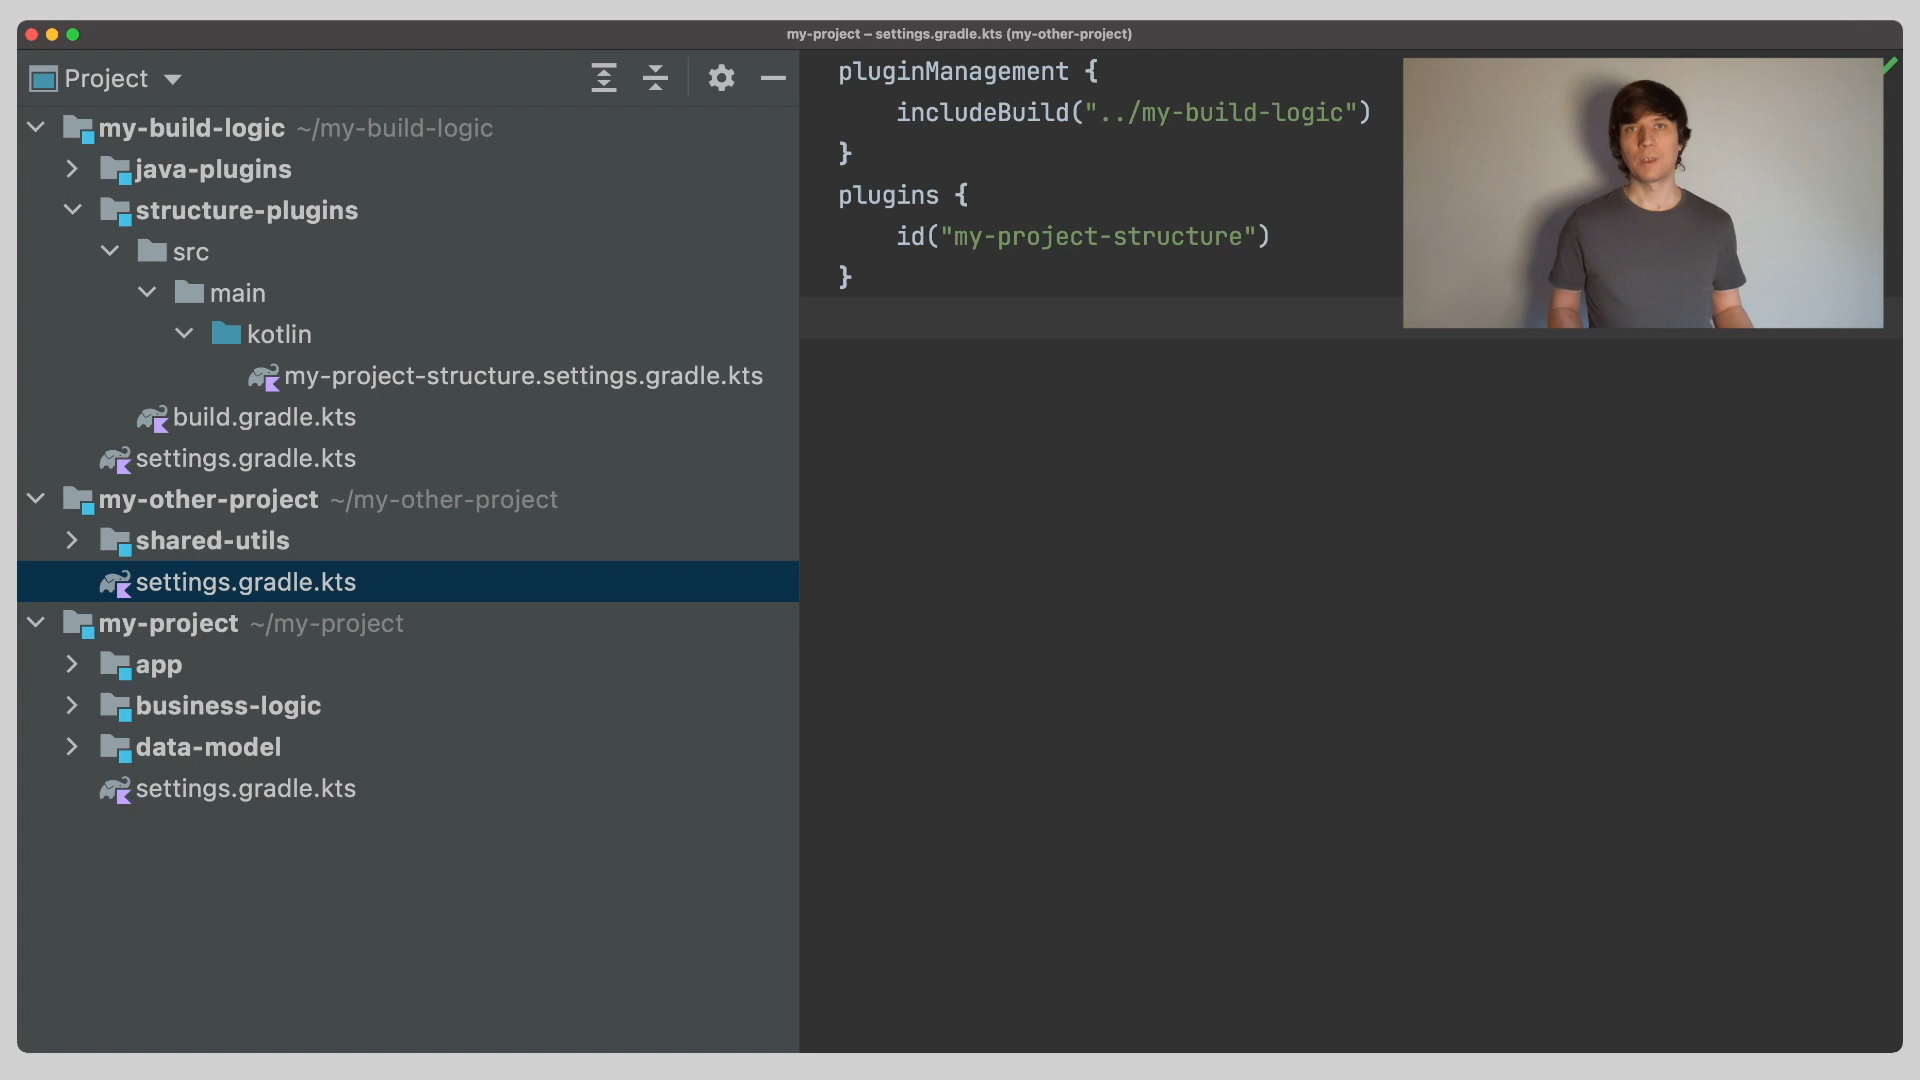 my-project – settings.gradle.kts (my-other-project)
Project
my-build-logic ~/my-build-logic
java-plugins
structure-plugins
src
main
kotlin
my-project-structure.settings.gradle.kts
build.gradle.kts
settings.gradle.kts
my-other-project ~/my-other-project
shared-utils
settings.gradle.kts
my-project ~/my-project
app
business-logic
data-model
settings.gradle.kts
pluginManagement {
    includeBuild("../my-build-logic")
}
plugins {
    id("my-project-structure")
}